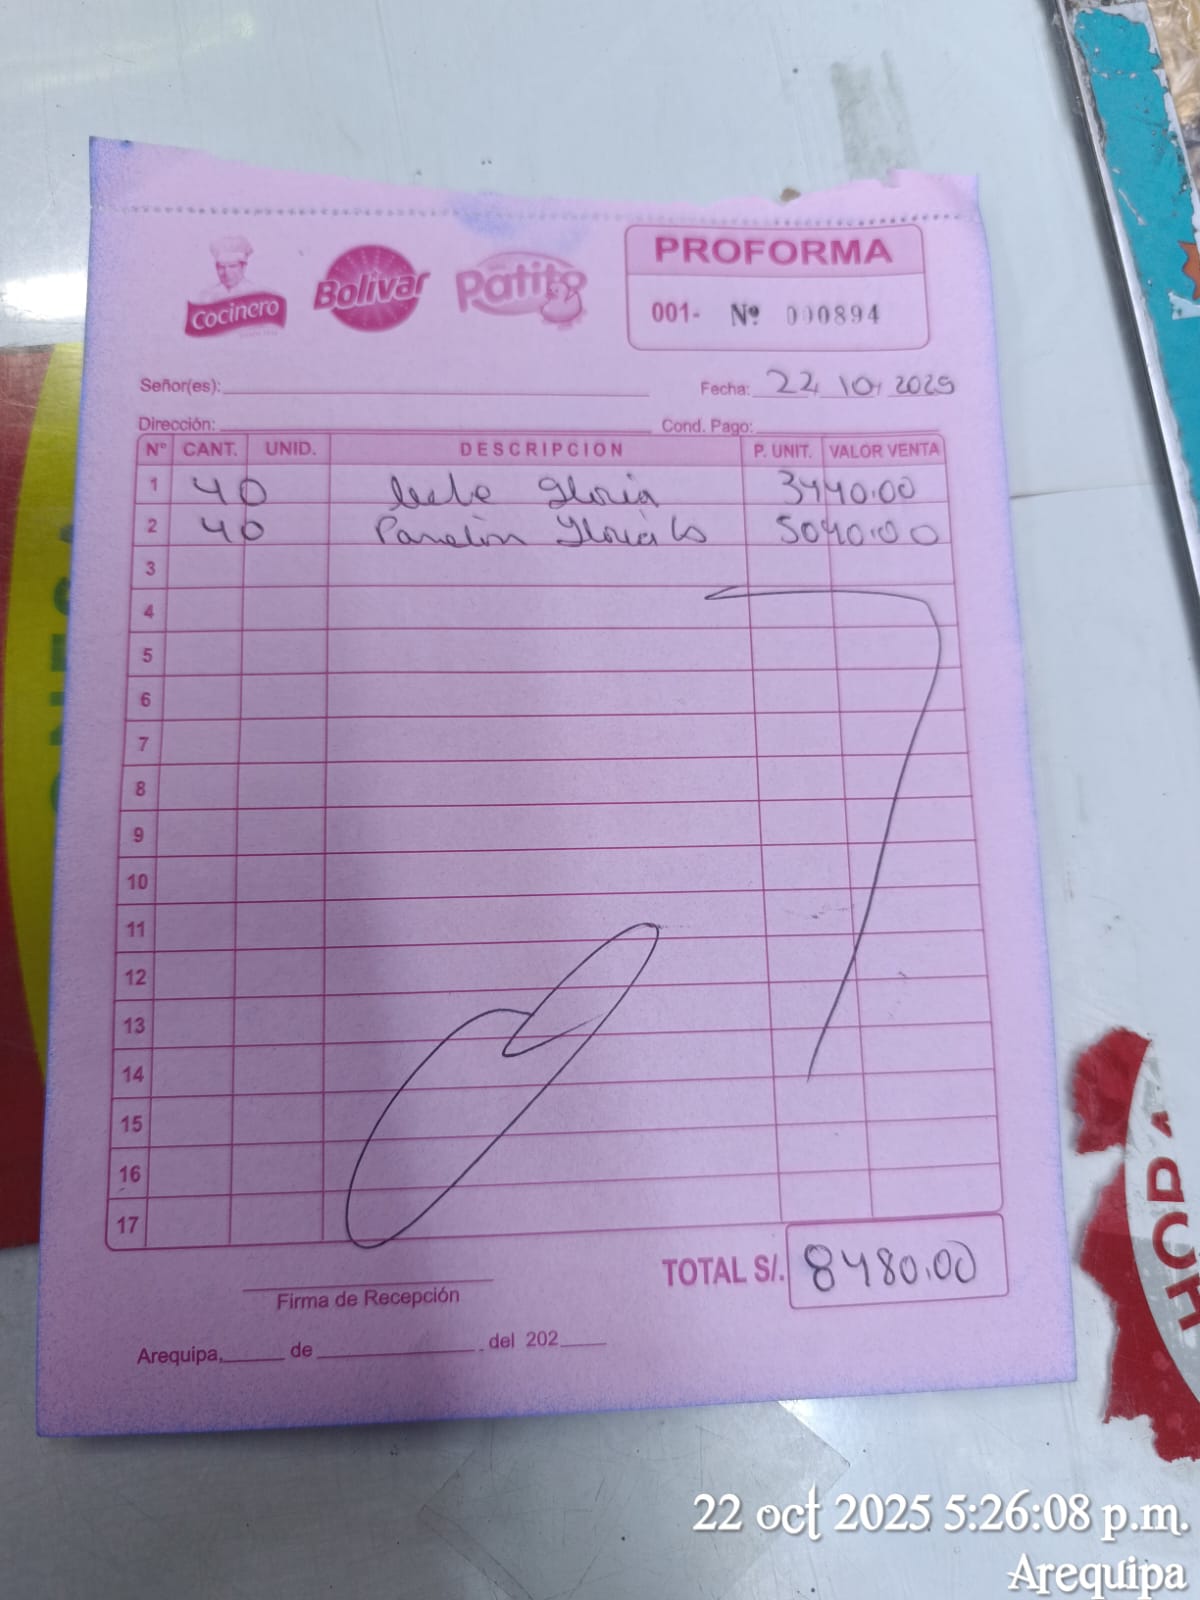 Cocinero
Bolivar
Patito
PROFORMA
001- Nº 000894
Señor(es):
Fecha: 22 10 2025
Dirección:
Cond. Pago:
Nº CANT. UNID. DESCRIPCION P. UNIT. VALOR VENTA
1 40 leche Gloria 3440.00
2 40 Panetón Gloria 5040.00
3
4
5
6
7
8
9
10
11
12
13
14
15
16
17
TOTAL S/. 8480.00
Firma de Recepción
Arequipa, de del 202
22 oct 2025 5:26:08 p.m.
Arequipa